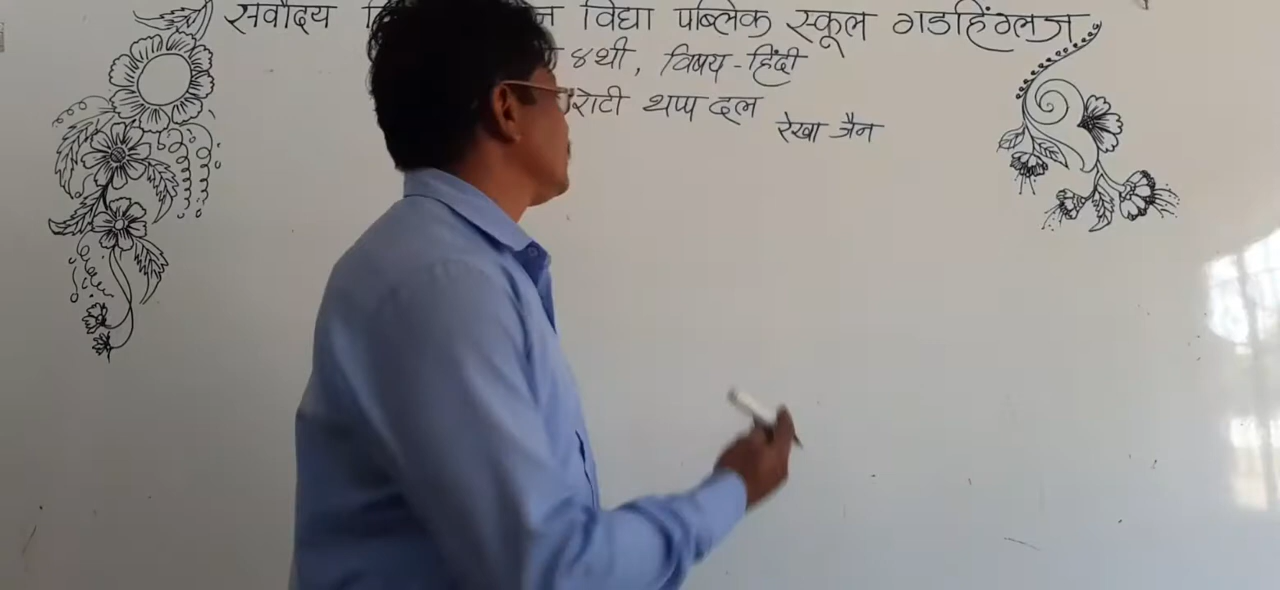 सर्वोदय विद्या पब्लिक स्कूल गडहिंग्लज
४थी, विषय-हिंदी
रोटी थप्प दल
रेखा जैन